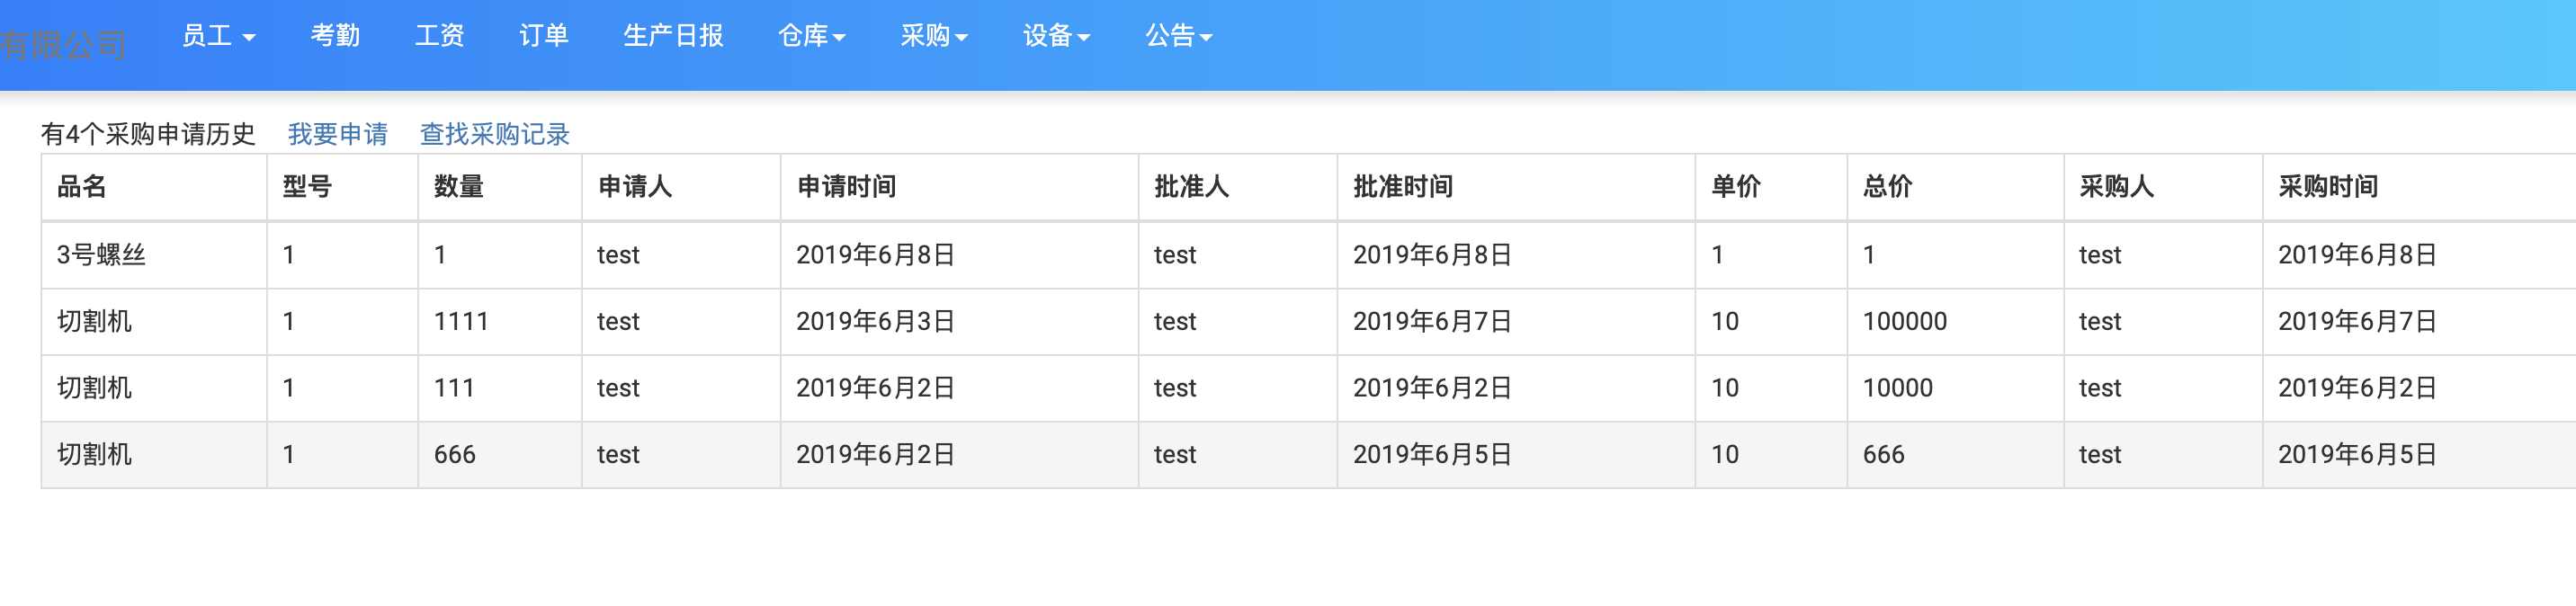 有限公司 员工 考勤 工资 订单 生产日报 仓库 采购 设备 公告
有4个采购申请历史 我要申请 查找采购记录
品名 型号 数量 申请人 申请时间 批准人 批准时间 单价 总价 采购人 采购时间
3号螺丝 1 1 test 2019年6月8日 test 2019年6月8日 1 1 test 2019年6月8日
切割机 1 1111 test 2019年6月3日 test 2019年6月7日 10 100000 test 2019年6月7日
切割机 1 111 test 2019年6月2日 test 2019年6月2日 10 10000 test 2019年6月2日
切割机 1 666 test 2019年6月2日 test 2019年6月5日 10 666 test 2019年6月5日